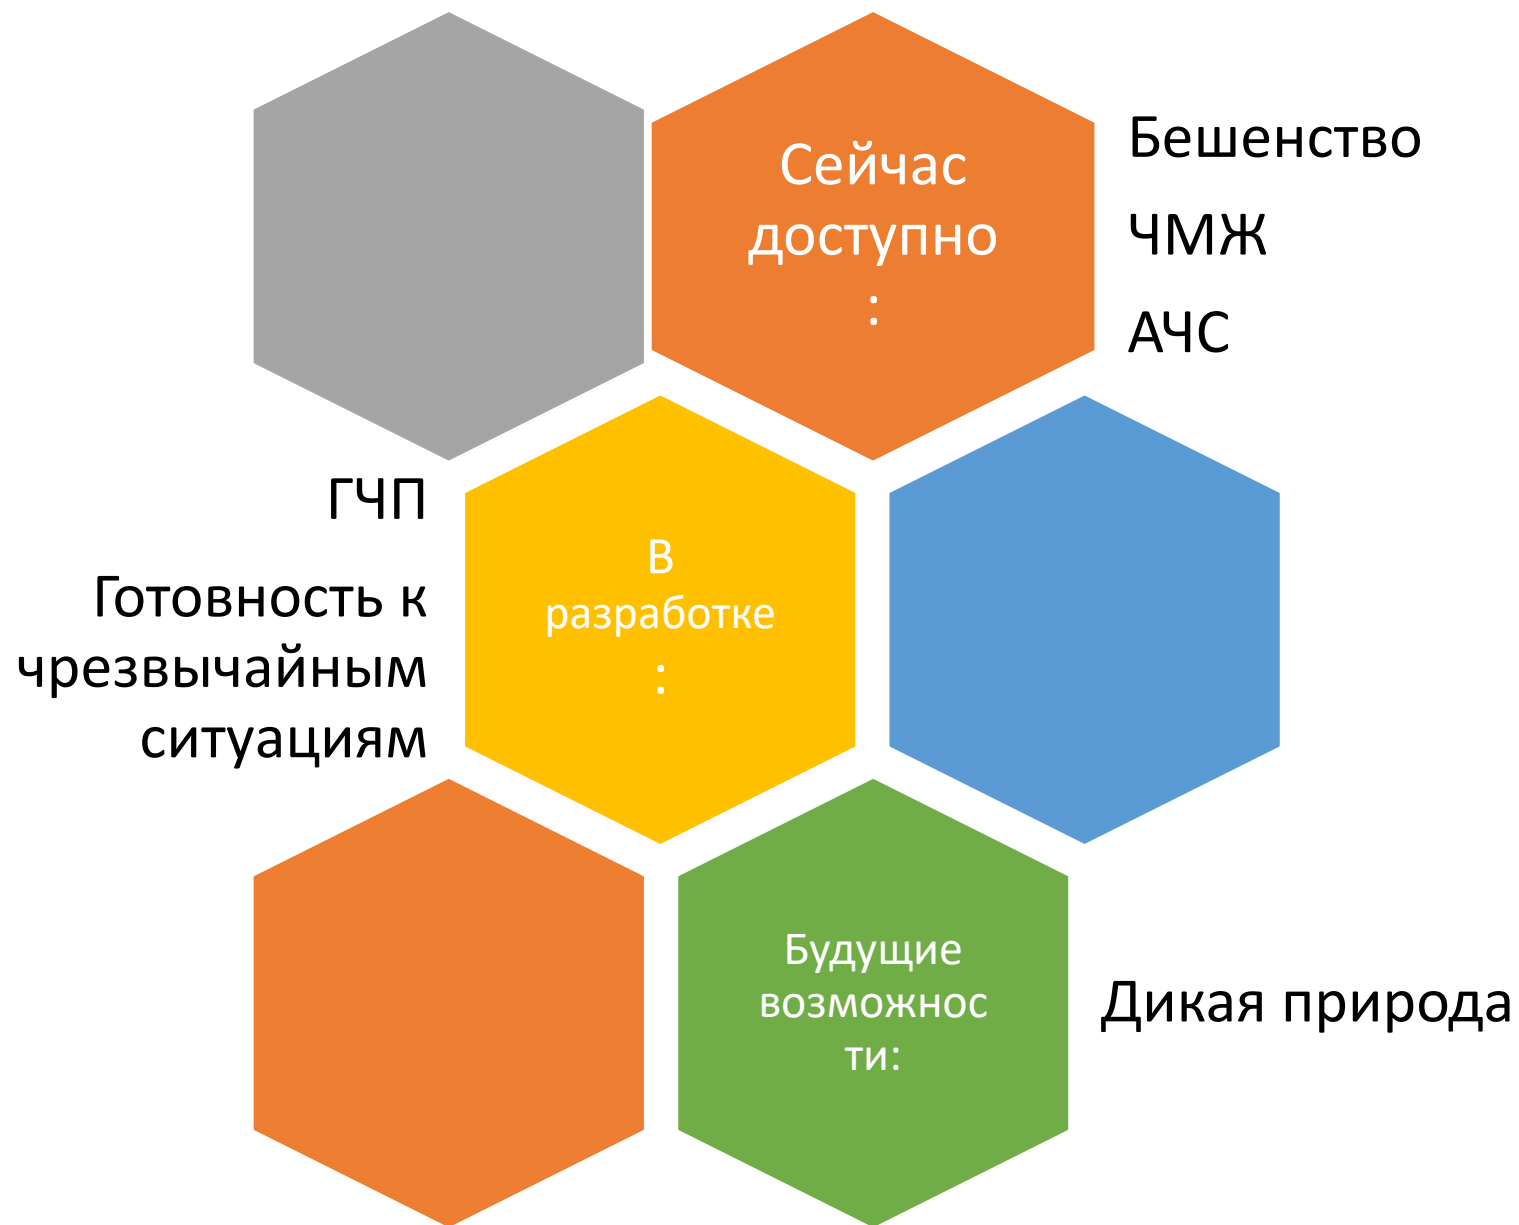 Сейчас
доступно
:
Бешенство
ЧМЖ
АЧС
ГЧП
Готовность к
чрезвычайным
ситуациям
В
разработке
:
Будущие
возможнос
ти:
Дикая природа